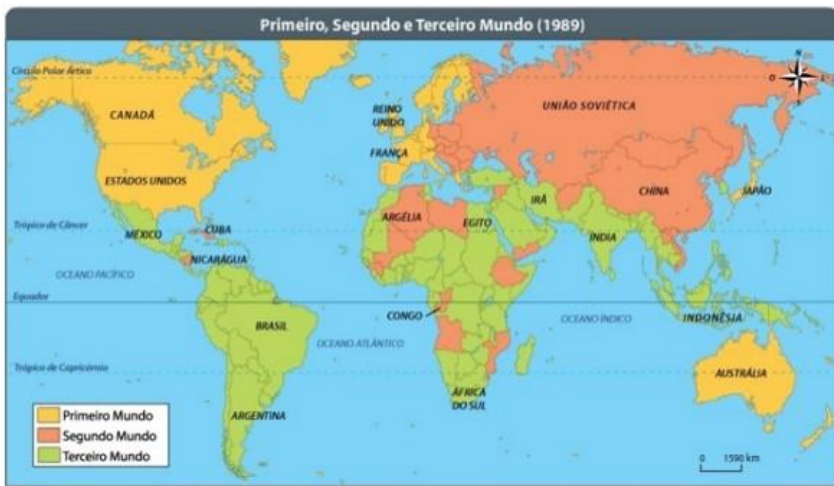 Primeiro, Segundo e Terceiro Mundo (1989)
N
O
L
S
Círculo Polar Ártico
CANADÁ
REINO
UNIDO
UNIÃO SOVIÉTICA
FRANÇA
ESTADOS UNIDOS
CHINA
JAPÃO
ARGÉLIA
EGITO
IRÃ
Trópico de Câncer
MÉXICO
CUBA
ÍNDIA
NICARÁGUA
OCEANO PACÍFICO
Equador
CONGO
OCEANO ÍNDICO
INDONÉSIA
BRASIL
OCEANO ATLÂNTICO
Trópico de Capricórnio
AUSTRÁLIA
ÁFRICA
DO SUL
ARGENTINA
Primeiro Mundo
Segundo Mundo
Terceiro Mundo
0 1590 km